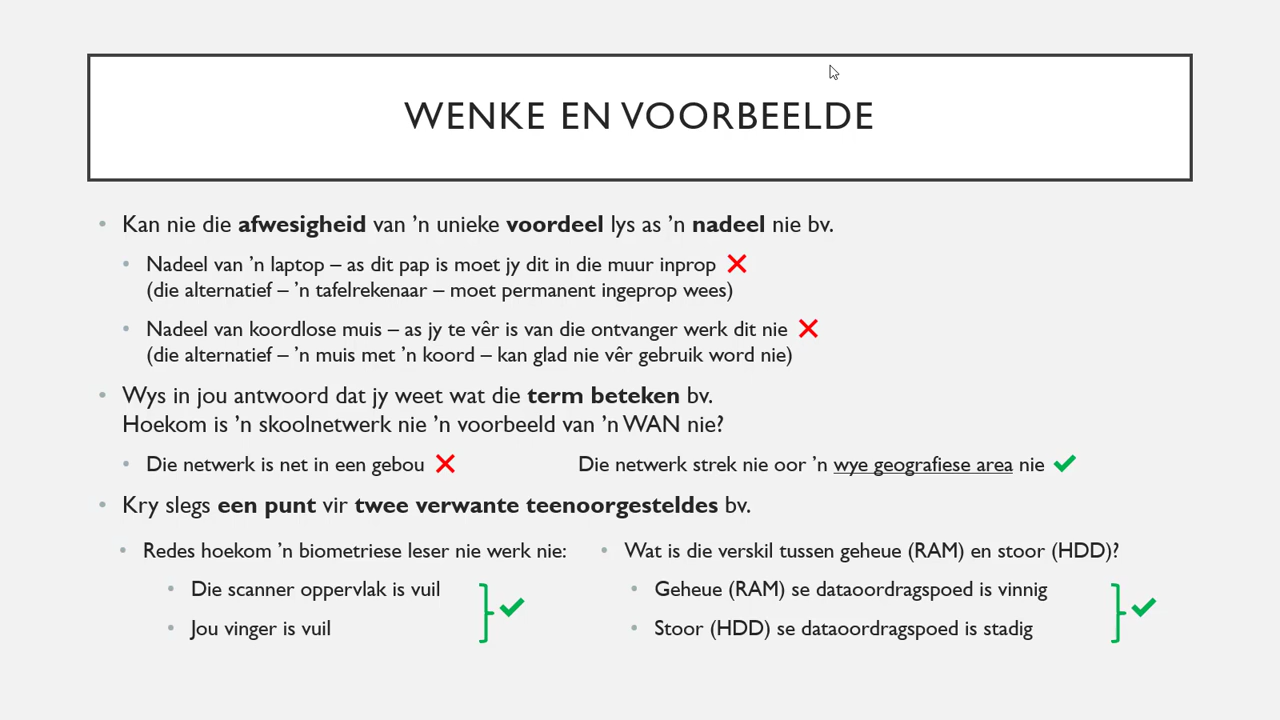 WENKE EN VOORBEELDE
• Kan nie die afwesigheid van ’n unieke voordeel lys as ’n nadeel nie bv.
• Nadeel van ’n laptop – as dit pap is moet jy dit in die muur inprop
(die alternatief – ’n tafelrekenaar – moet permanent ingeprop wees)
• Nadeel van koordlose muis – as jy te vêr is van die ontvanger werk dit nie
(die alternatief – ’n muis met ’n koord – kan glad nie vêr gebruik word nie)
• Wys in jou antwoord dat jy weet wat die term beteken bv.
Hoekom is ’n skoolnetwerk nie ’n voorbeeld van ’n WAN nie?
• Die netwerk is net in een gebou
Die netwerk strek nie oor ’n wye geografiese area nie
• Kry slegs een punt vir twee verwante teenoorgesteldes bv.
• Redes hoekom ’n biometriese leser nie werk nie:
• Die scanner oppervlak is vuil
• Jou vinger is vuil
• Wat is die verskil tussen geheue (RAM) en stoor (HDD)?
• Geheue (RAM) se dataoordragspoed is vinnig
• Stoor (HDD) se dataoordragspoed is stadig